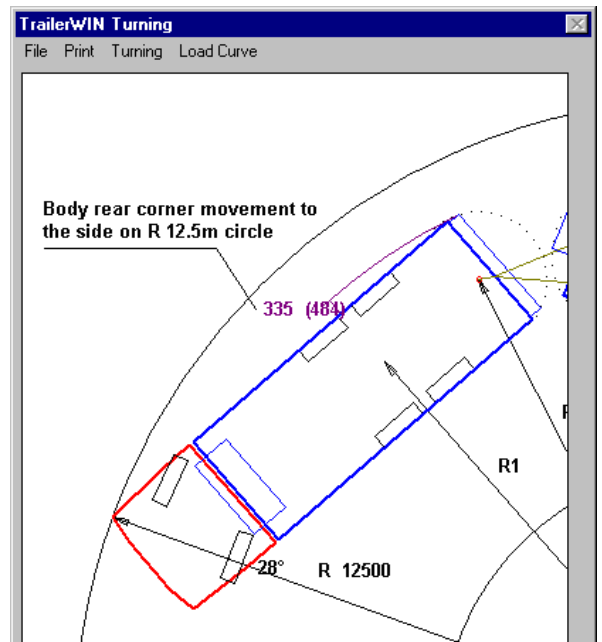 TrailerWIN Turning
File Print Turning Load Curve
Body rear corner movement to
the side on R 12.5m circle
335 (484)
R1
28° R 12500